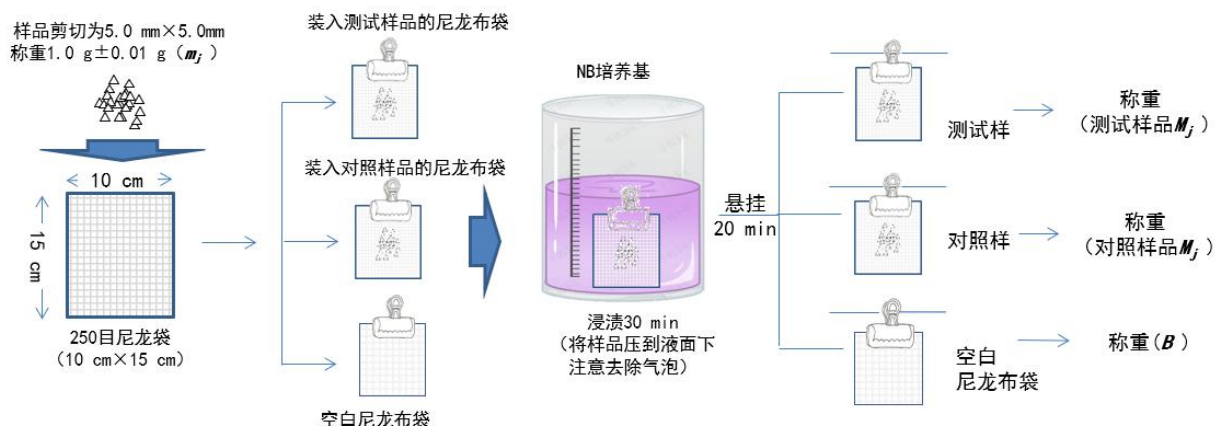 样品剪切为5.0 mm×5.0mm
称重1.0 g±0.01 g（mj）
10 cm
15 cm
250目尼龙袋
（10 cm×15 cm）
装入测试样品的尼龙布袋
装入对照样品的尼龙布袋
空白尼龙布袋
NB培养基
浸渍30 min
（将样品压到液面下
注意去除气泡）
悬挂
20 min
测试样
对照样
空白
尼龙布袋
称重
（测试样品Mj）
称重
（对照样品Mj）
称重（B）